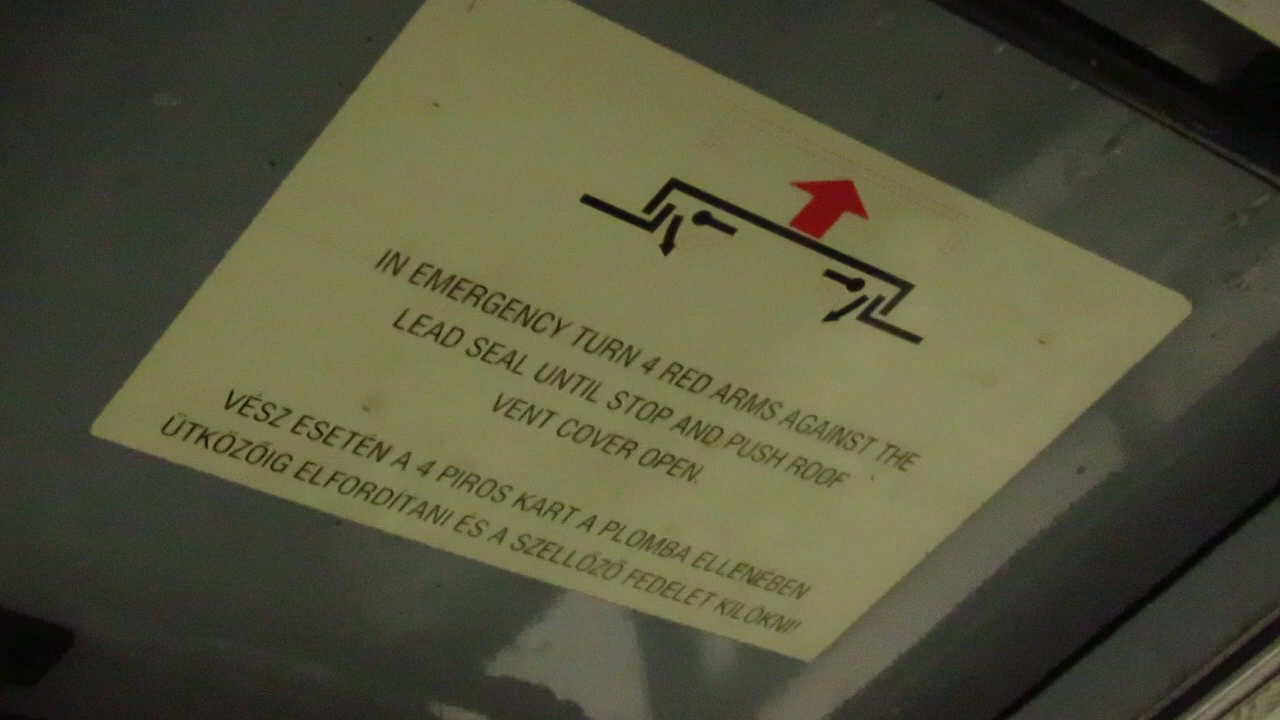 IN EMERGENCY TURN 4 RED ARMS AGAINST THE
LEAD SEAL UNTIL STOP AND PUSH ROOF
VENT COVER OPEN.
VÉSZ ESETÉN A 4 PIROS KART A PLOMBA ELLENÉBEN
ÜTKÖZŐIG ELFORDÍTANI ÉS A SZELLŐZŐ FEDELET KILÖKNI!